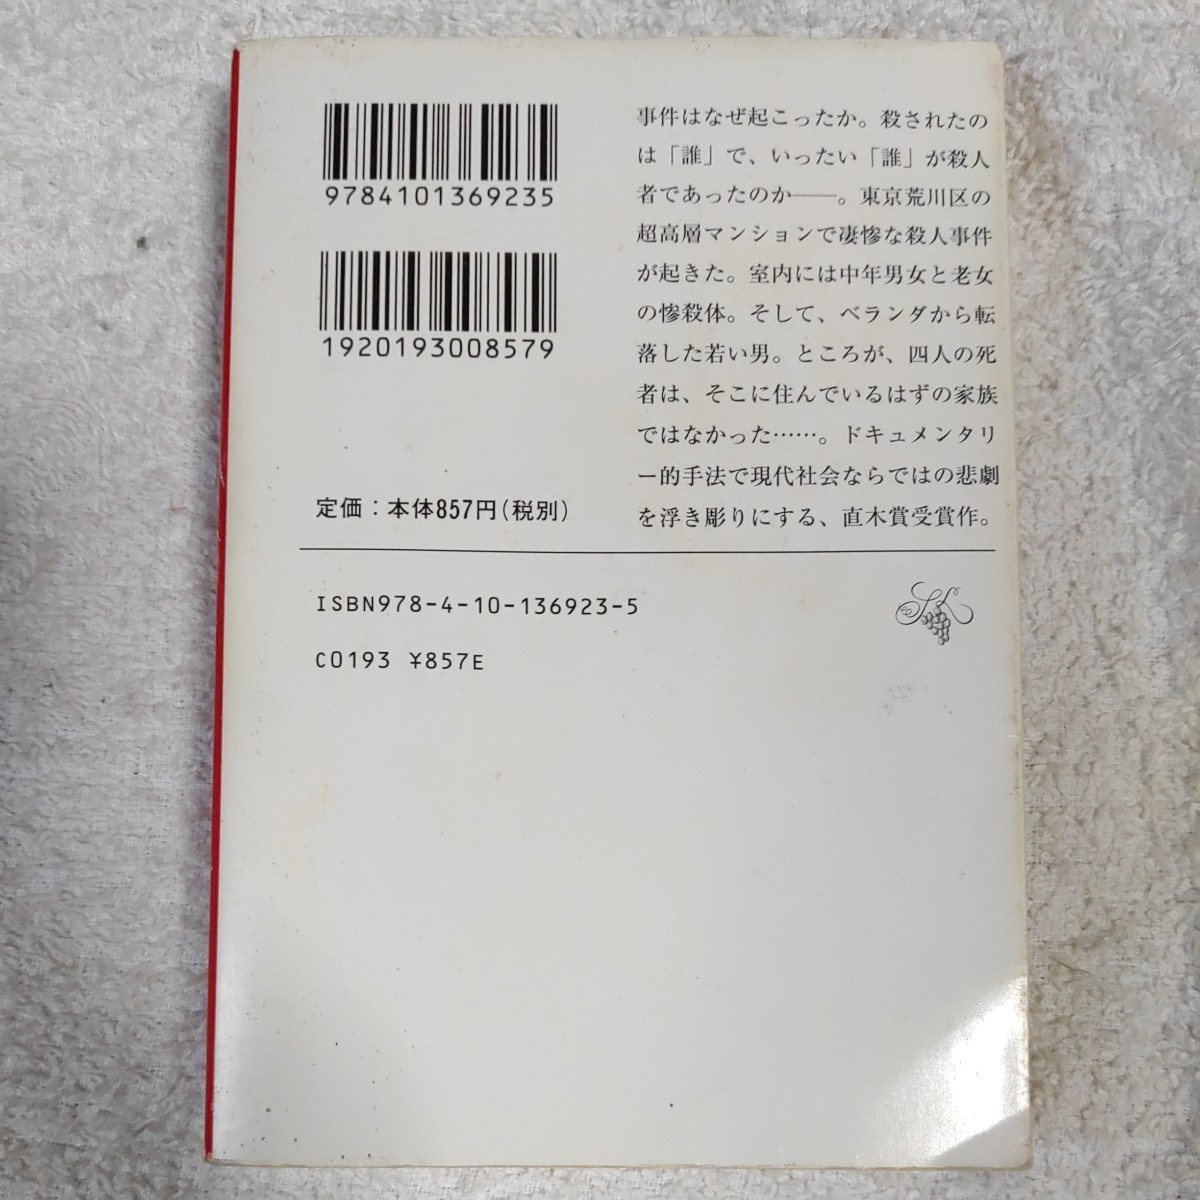 9784101369235
1920193008579
定価：本体857円(税別)
事件はなぜ起こったか。殺されたの
は「誰」で、いったい「誰」が殺人
者であったのか――。東京荒川区の
超高層マンションで凄惨な殺人事件
が起きた。室内には中年男女と老女
の惨殺体。そして、ベランダから転
落した若い男。ところが、四人の死
者は、そこに住んでいるはずの家族
ではなかった……。ドキュメンタリ
ー的手法で現代社会ならではの悲劇
を浮き彫りにする、直木賞受賞作。
ISBN978-4-10-136923-5
C0193 ¥857E